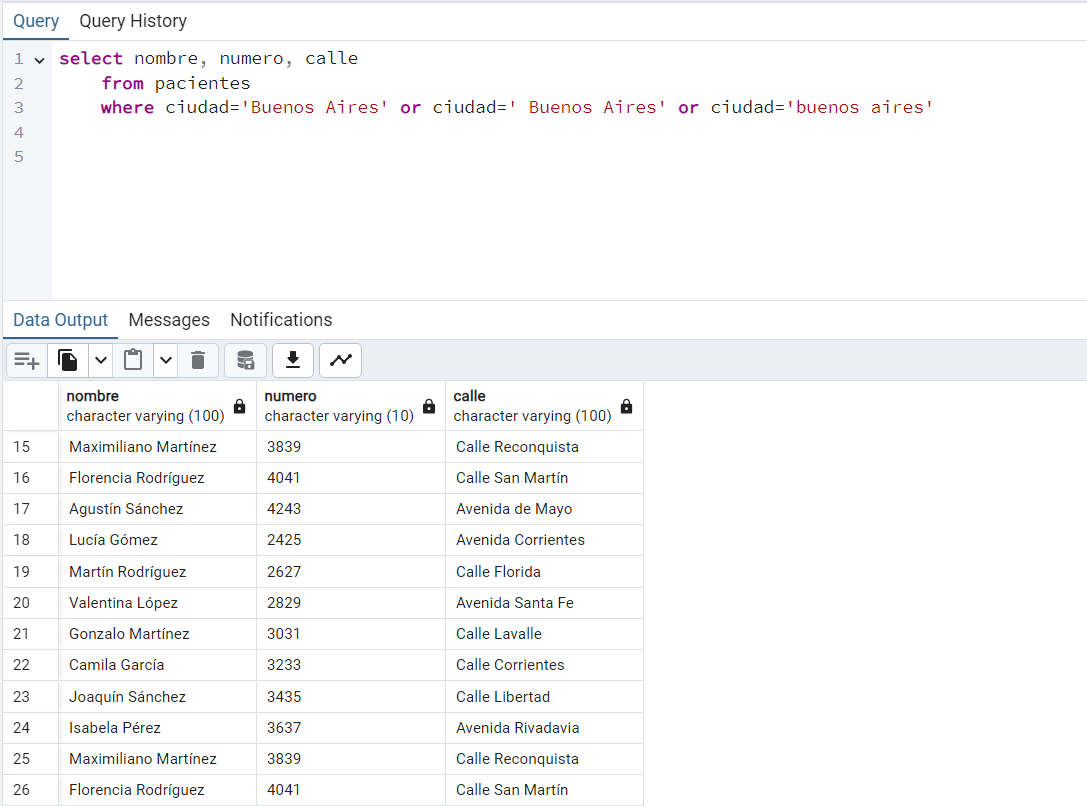 Query Query History
1 select nombre, numero, calle
2 from pacientes
3 where ciudad='Buenos Aires' or ciudad=' Buenos Aires' or ciudad='buenos aires'
4
5
Data Output Messages Notifications
nombre numero calle
character varying (100) character varying (10) character varying (100)
15 Maximiliano Martínez 3839 Calle Reconquista
16 Florencia Rodríguez 4041 Calle San Martín
17 Agustín Sánchez 4243 Avenida de Mayo
18 Lucía Gómez 2425 Avenida Corrientes
19 Martín Rodríguez 2627 Calle Florida
20 Valentina López 2829 Avenida Santa Fe
21 Gonzalo Martínez 3031 Calle Lavalle
22 Camila García 3233 Calle Corrientes
23 Joaquín Sánchez 3435 Calle Libertad
24 Isabela Pérez 3637 Avenida Rivadavia
25 Maximiliano Martínez 3839 Calle Reconquista
26 Florencia Rodríguez 4041 Calle San Martín